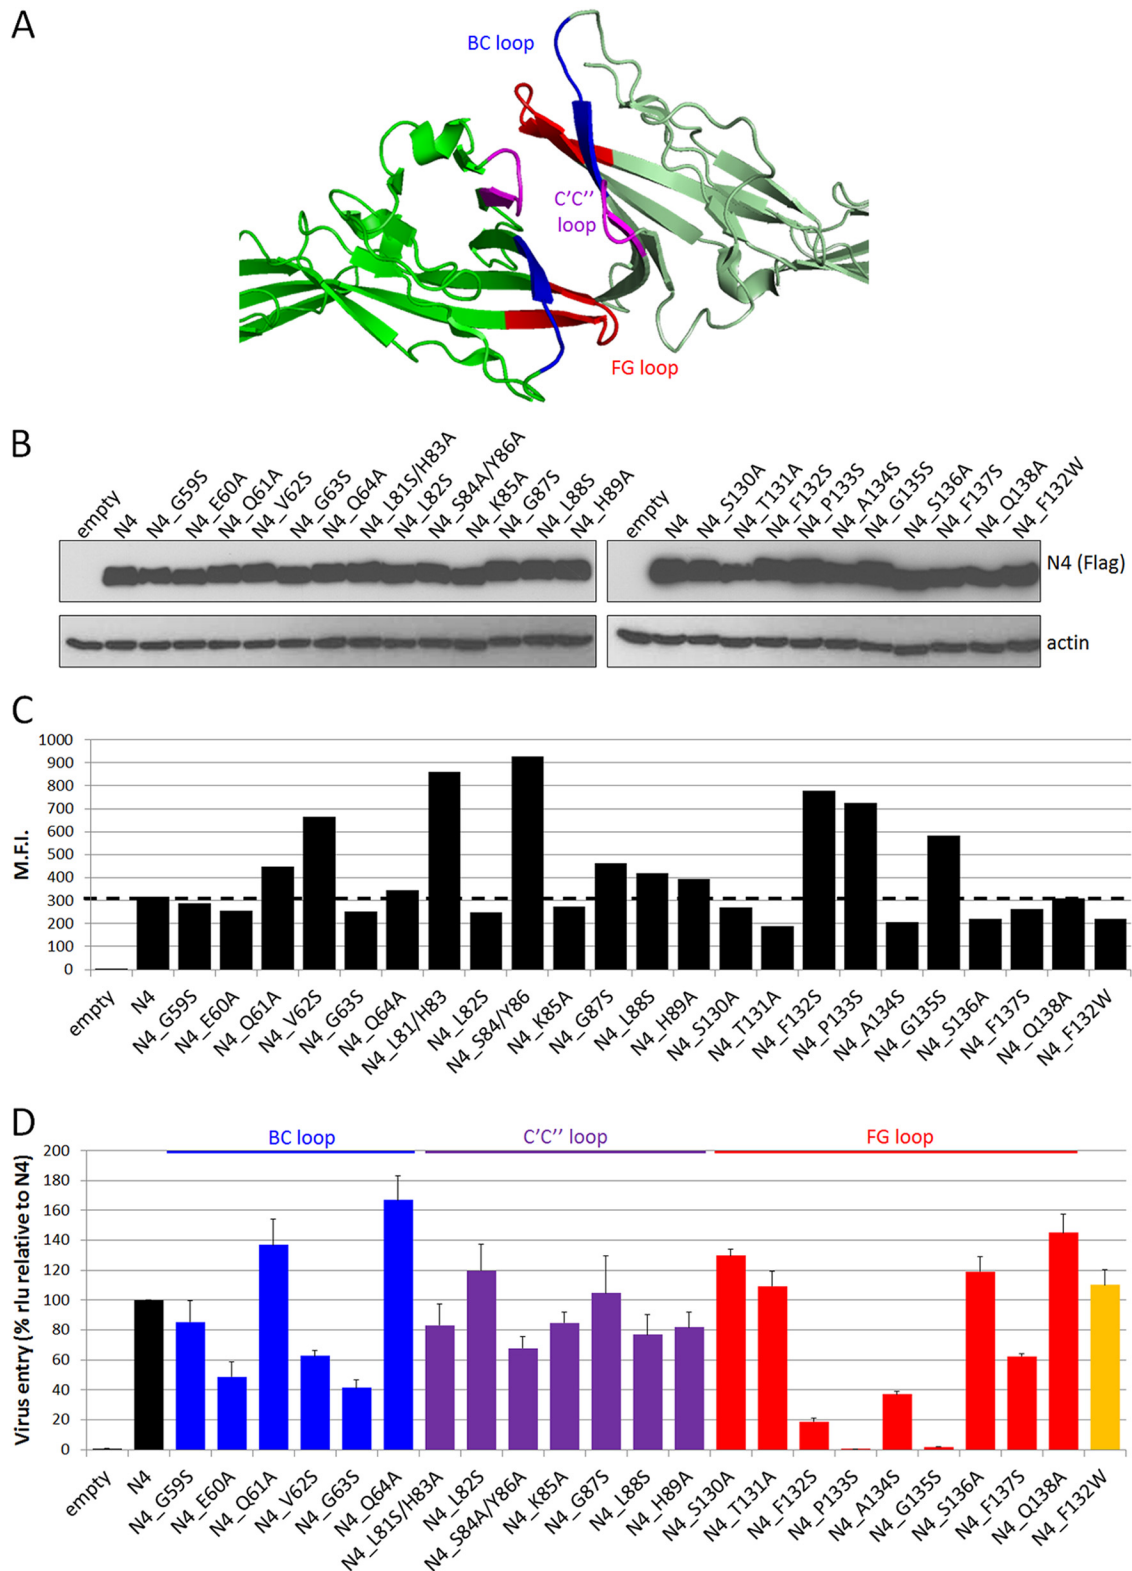 A
BC loop
C'C'' loop
FG loop
B
empty
N4
N4_G59S
N4_E60A
N4_Q61A
N4_V62S
N4_G63S
N4_Q64A
N4_L81S/H83A
N4_L82S
N4_S84A/Y86A
N4_K85A
N4_G87S
N4_L88S
N4_H89A
empty
N4
N4_S130A
N4_T131A
N4_F132S
N4_P133S
N4_A134S
N4_G135S
N4_S136A
N4_F137S
N4_Q138A
N4_F132W
N4 (Flag)
actin
C
M.F.I.
1000
900
800
700
600
500
400
300
200
100
0
empty
N4
N4_G59S
N4_E60A
N4_Q61A
N4_V62S
N4_G63S
N4_Q64A
N4_L81/H83
N4_L82S
N4_S84/Y86
N4_K85A
N4_G87S
N4_L88S
N4_H89A
N4_S130A
N4_T131A
N4_F132S
N4_P133S
N4_A134S
N4_G135S
N4_S136A
N4_F137S
N4_Q138A
N4_F132W
D
BC loop
C'C'' loop
FG loop
Virus entry (% rlu relative to N4)
200
180
160
140
120
100
80
60
40
20
0
empty
N4
N4_G59S
N4_E60A
N4_Q61A
N4_V62S
N4_G63S
N4_Q64A
N4_L81S/H83A
N4_L82S
N4_S84A/Y86A
N4_K85A
N4_G87S
N4_L88S
N4_H89A
N4_S130A
N4_T131A
N4_F132S
N4_P133S
N4_A134S
N4_G135S
N4_S136A
N4_F137S
N4_Q138A
N4_F132W